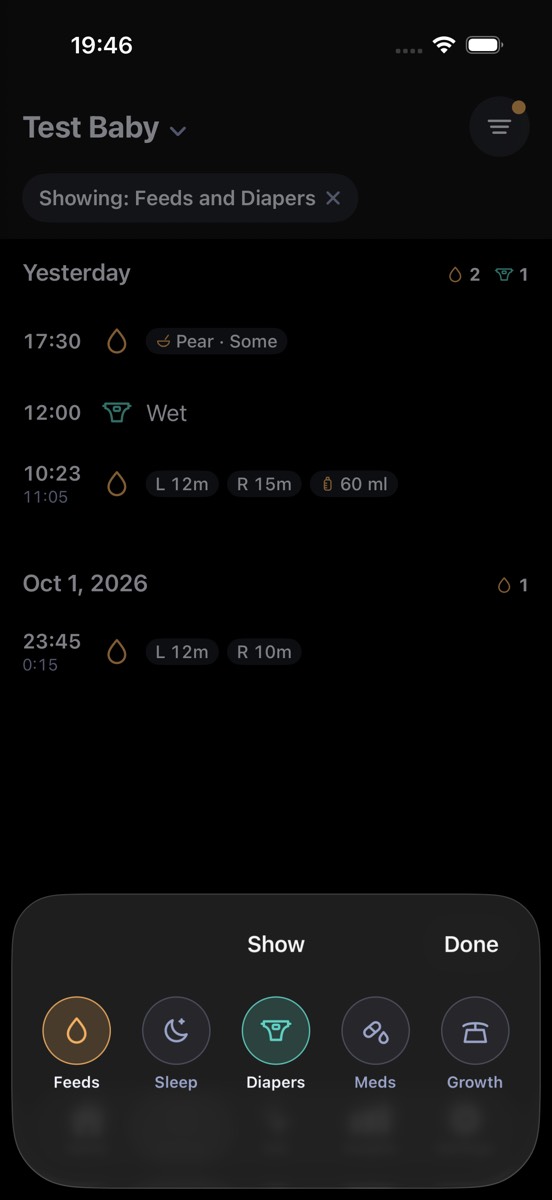 19:46
Test Baby
Showing: Feeds and Diapers
Yesterday 2 1
17:30 Pear · Some
12:00 Wet
10:23 L 12m R 15m 60 ml
11:05
Oct 1, 2026 1
23:45 L 12m R 10m
0:15
Show Done
Feeds Sleep Diapers Meds Growth